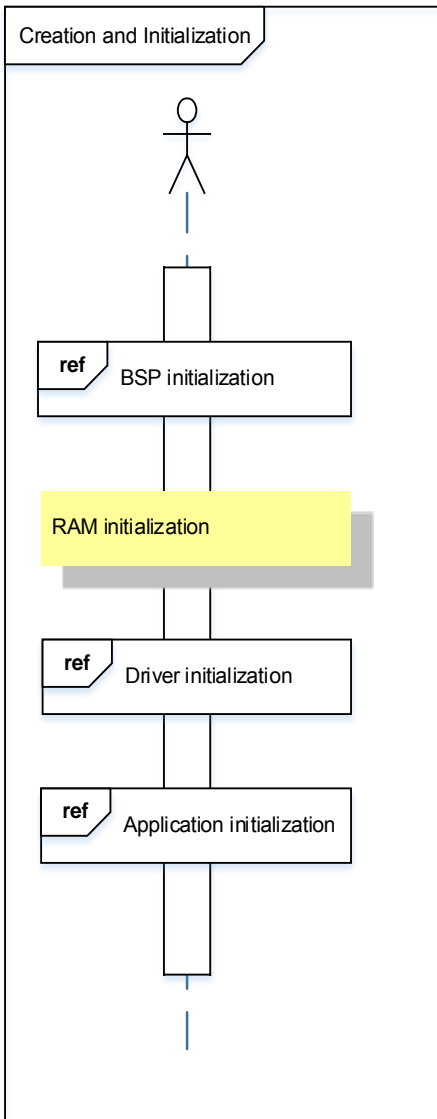 Creation and Initialization
ref
BSP initialization
RAM initialization
ref
Driver initialization
ref
Application initialization